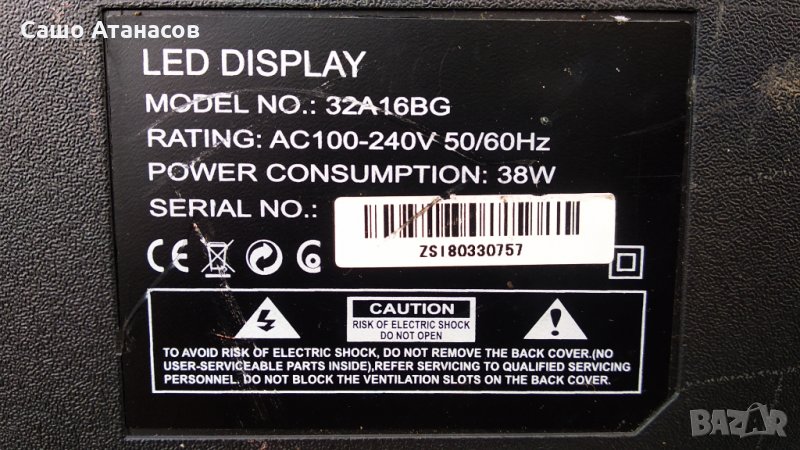 Сашо Атанасов
LED DISPLAY
MODEL NO.: 32A16BG
RATING: AC100-240V 50/60Hz
POWER CONSUMPTION: 38W
SERIAL NO.:
ZSI80330757
CE
CAUTION
RISK OF ELECTRIC SHOCK
DO NOT OPEN
TO AVOID RISK OF ELECTRIC SHOCK, DO NOT REMOVE THE BACK COVER.(NO
USER-SERVICEABLE PARTS INSIDE),REFER SERVICING TO QUALIFIED SERVICING
PERSONNEL. DO NOT BLOCK THE VENTILATION SLOTS ON THE BACK COVER.
BAZAR